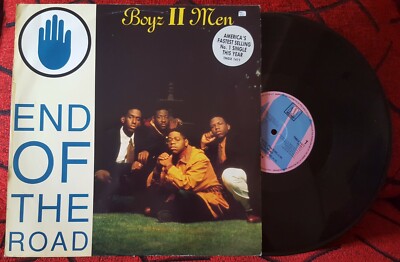 Boyz II Men
AMERICA'S
FASTEST SELLING
No. 1 SINGLE
THIS YEAR
END
OF
THE
ROAD